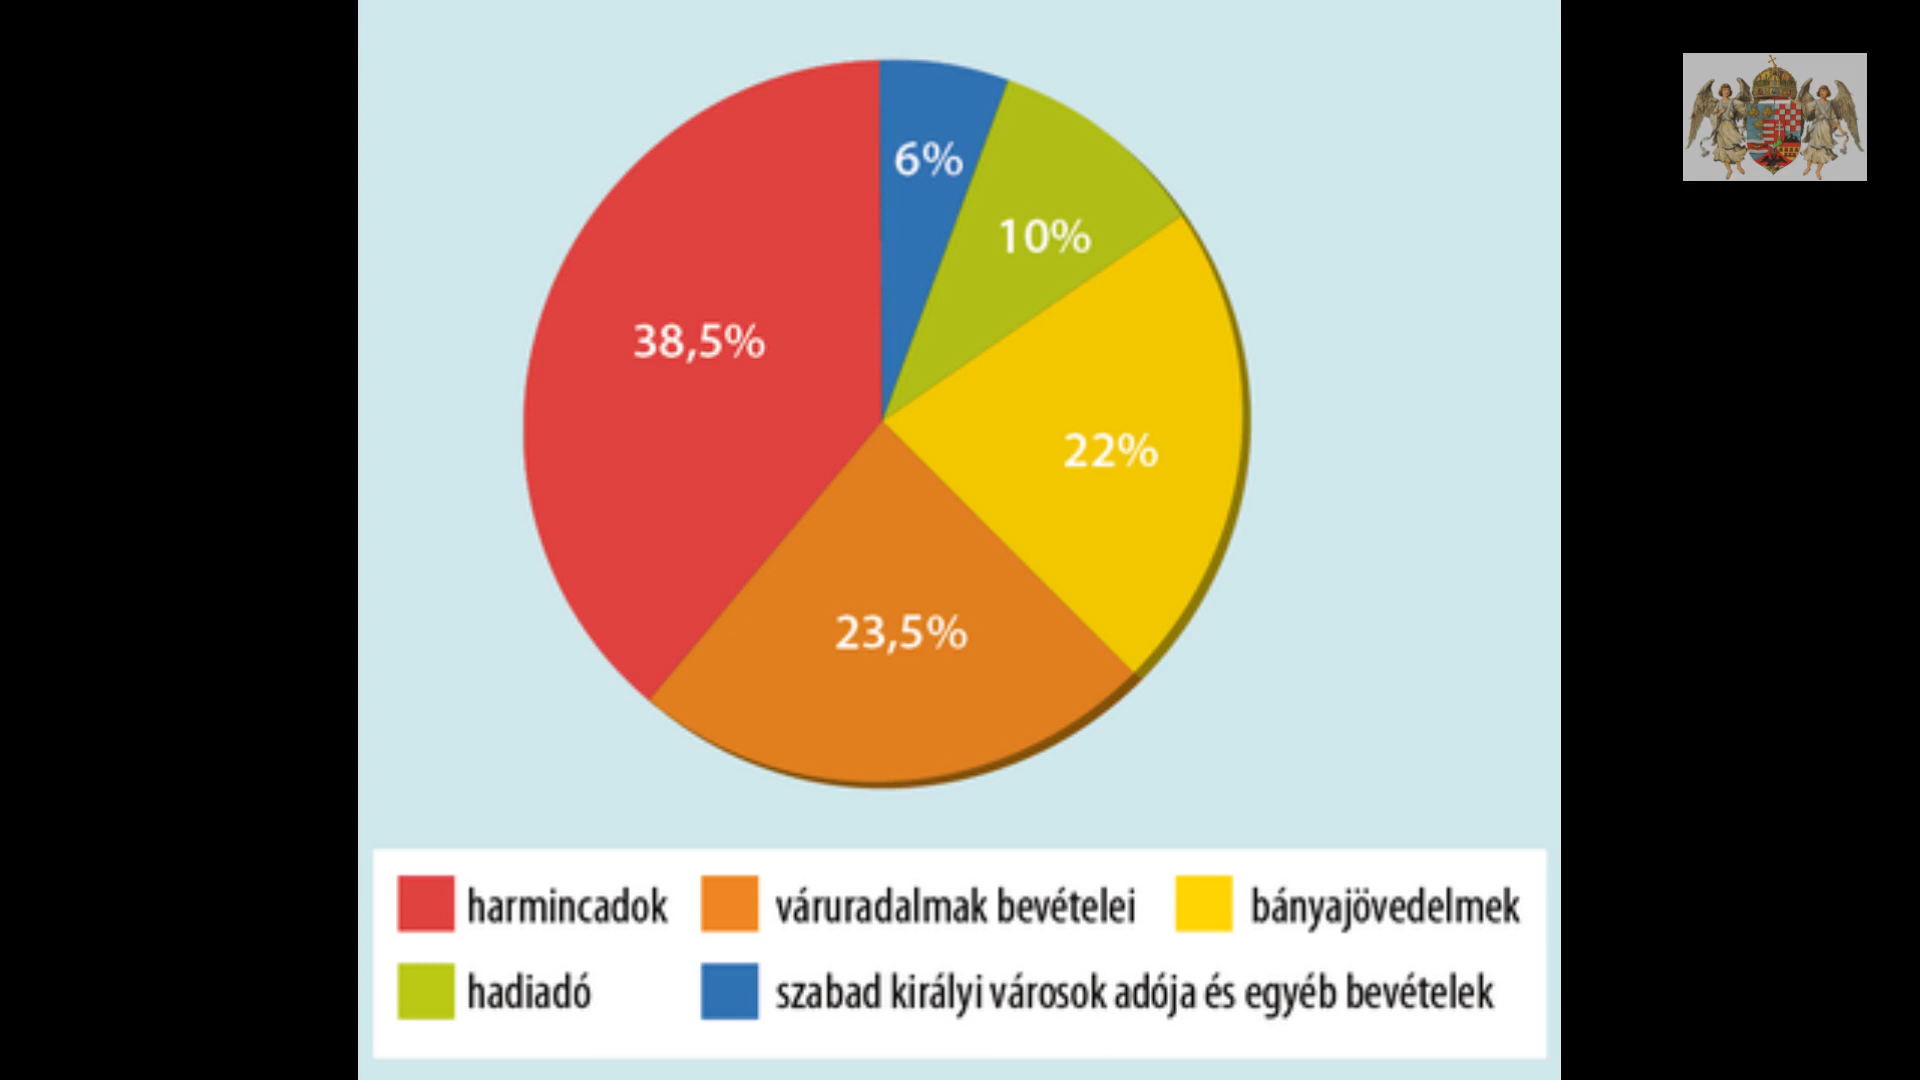 6%
10%
38,5%
22%
23,5%
harmincadok
váruradalmak bevételei
bányajövedelmek
hadiadó
szabad királyi városok adója és egyéb bevételek